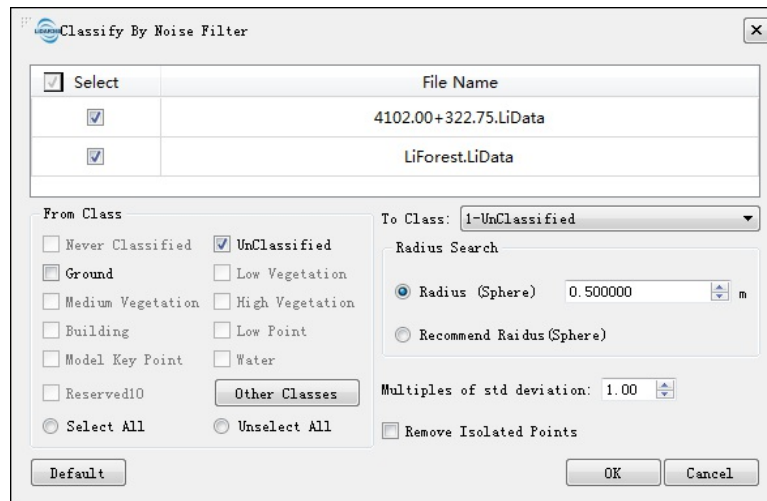 Classify By Noise Filter
Select File Name
4102.00+322.75.LiData
LiForest.LiData
From Class
Never Classified UnClassified
Ground Low Vegetation
Medium Vegetation High Vegetation
Building Low Point
Model Key Point Water
Reserved10 Other Classes
Select All Unselect All
To Class: 1-UnClassified
Radius Search
Radius (Sphere) 0.500000 m
Recommend Raidus(Sphere)
Multiples of std deviation: 1.00
Remove Isolated Points
Default OK Cancel